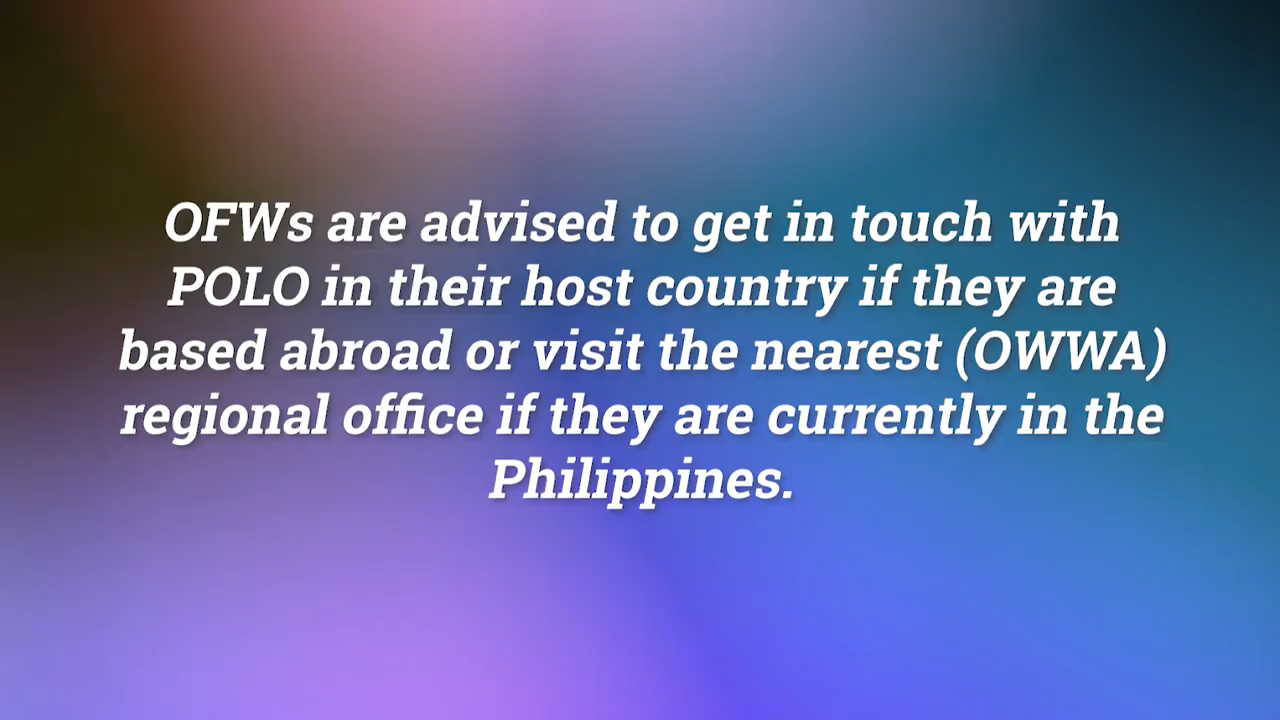 OFWs are advised to get in touch with
POLO in their host country if they are
based abroad or visit the nearest (OWWA)
regional office if they are currently in the
Philippines.